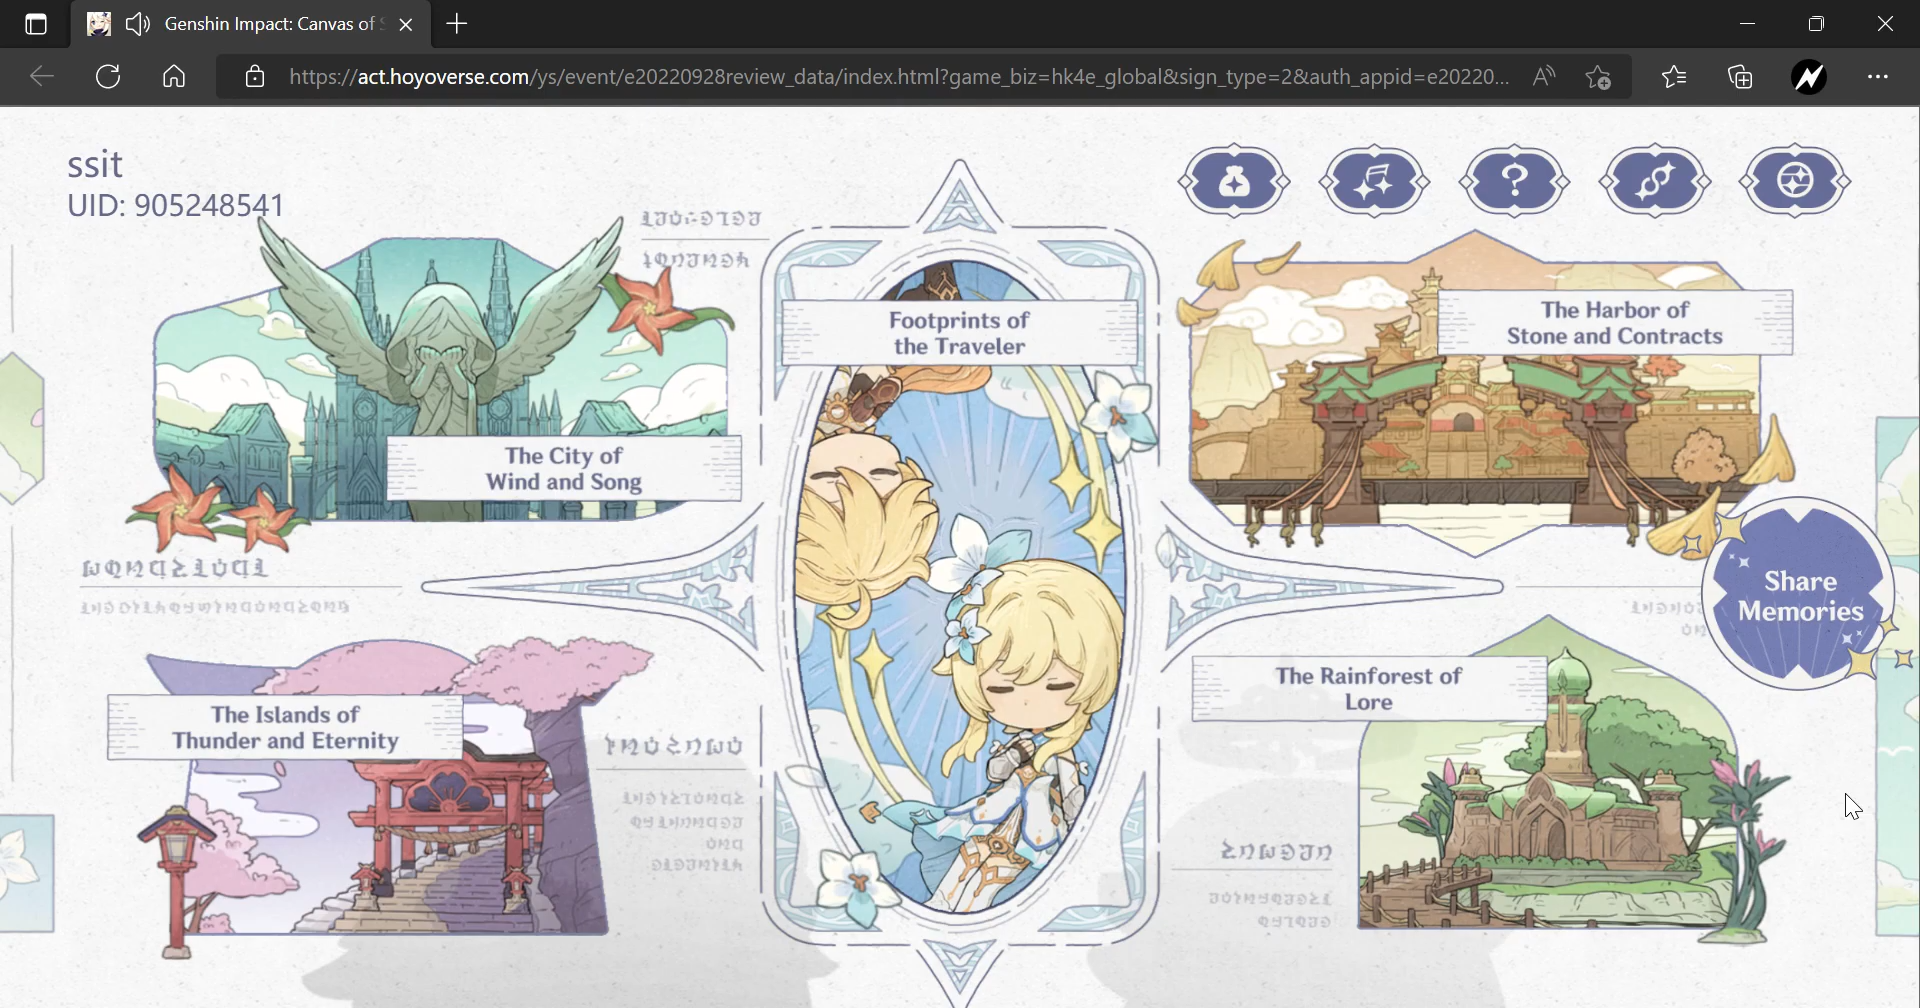 Genshin Impact: Canvas of
https://act.hoyoverse.com/ys/event/e20220928review_data/index.html?game_biz=hk4e_global&sign_type=2&auth_appid=e20220...
ssit
UID: 905248541
The City of
Wind and Song
Footprints of
the Traveler
The Harbor of
Stone and Contracts
Share
Memories
The Islands of
Thunder and Eternity
The Rainforest of
Lore